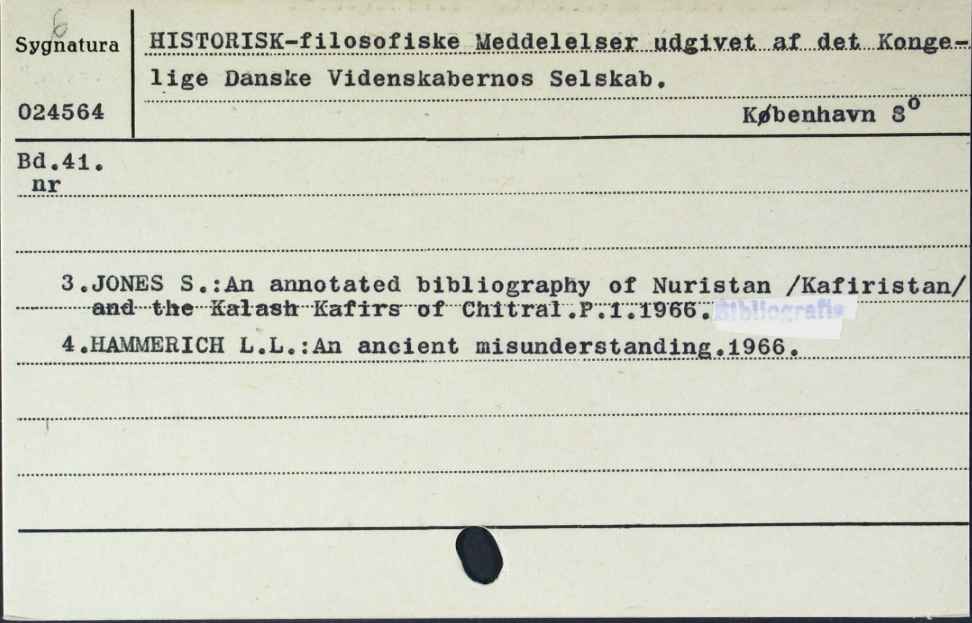 6
Sygnatura
024564
HISTORISK-filosofiske Meddelelser udgivet af det Konge-
lige Danske Videnskabernos Selskab.
København 8º
Bd.41.
nr
3.JONES S.:An annotated bibliography of Nuristan /Kafiristan/
and the Kalash Kafirs of Chitral.P.1.1966. Bibliografie
4.HAMMERICH L.L.:An ancient misunderstanding.1966.